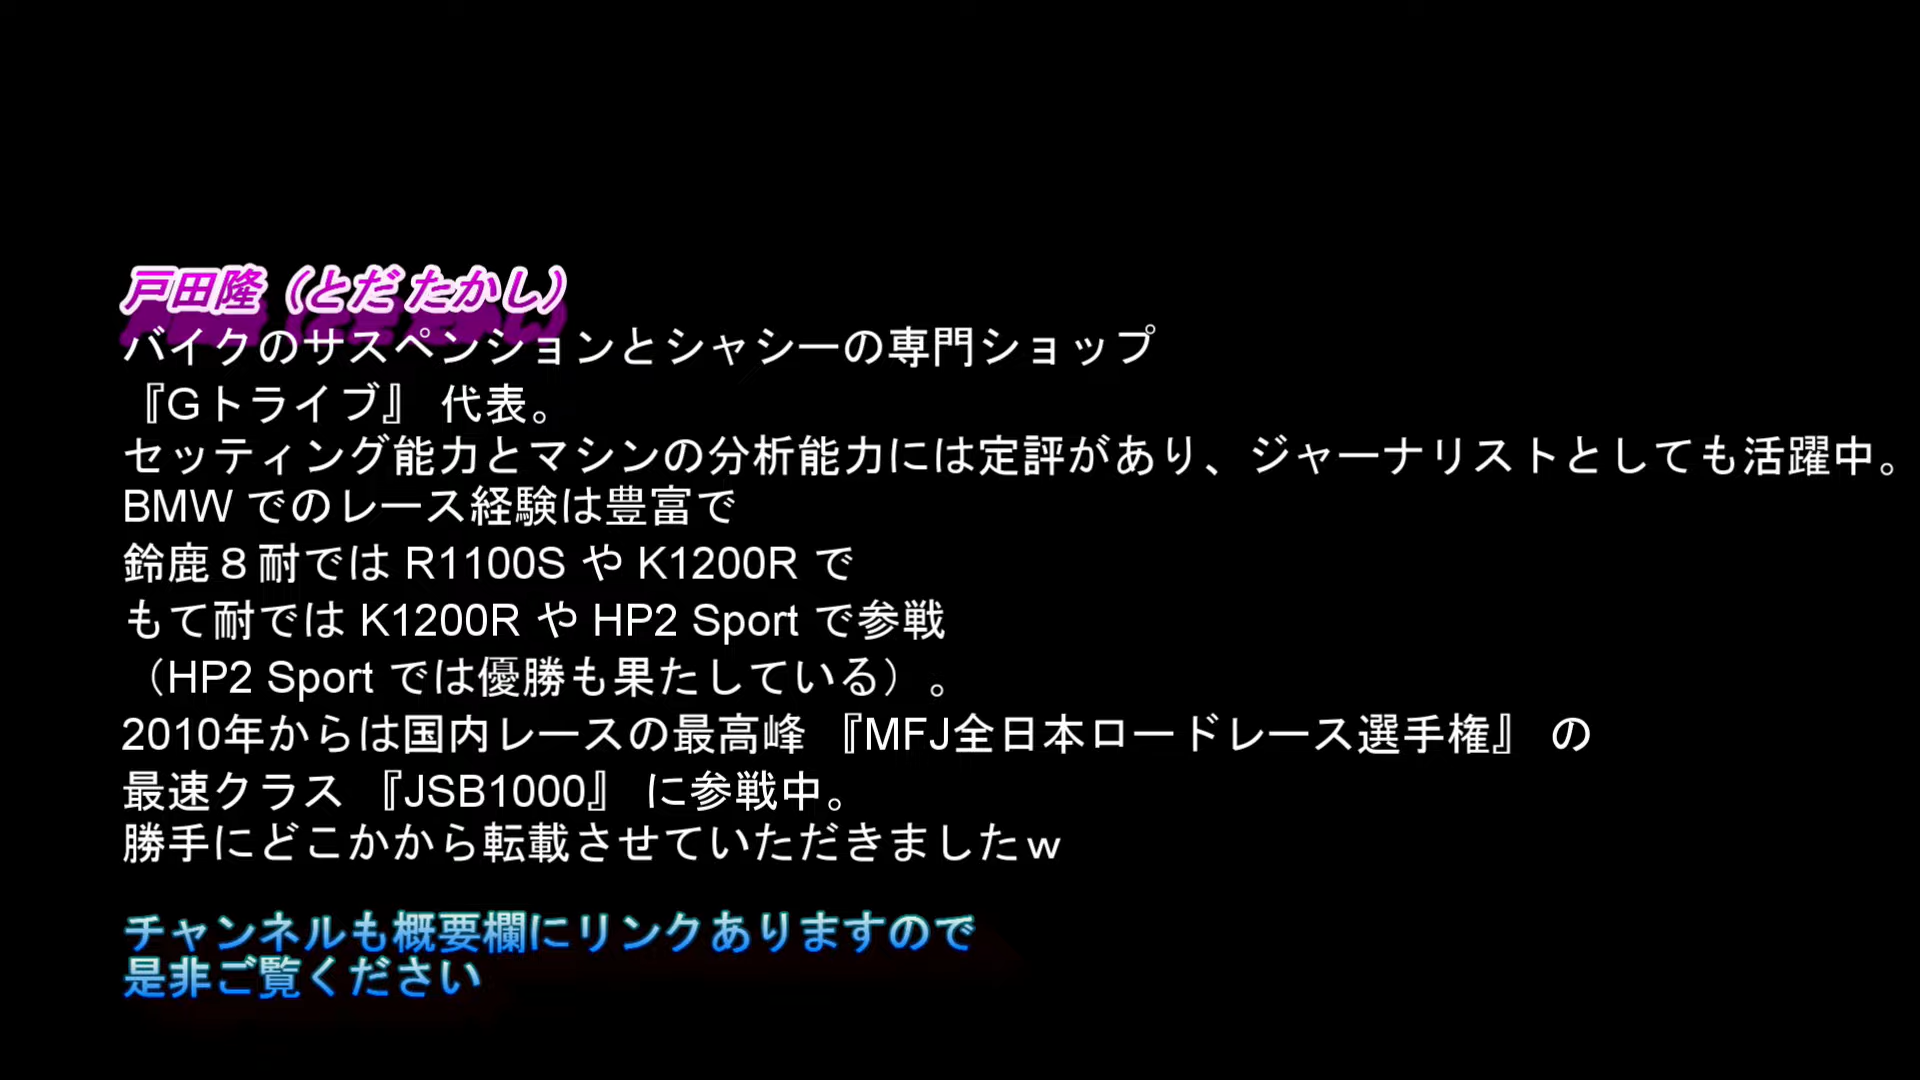 戸田隆（とだ たかし）
バイクのサスペンションとシャシーの専門ショップ
『Gトライブ』 代表。
セッティング能力とマシンの分析能力には定評があり、ジャーナリストとしても活躍中。
BMW でのレース経験は豊富で
鈴鹿８耐では R1100S や K1200R で
もて耐では K1200R や HP2 Sport で参戦
（HP2 Sport では優勝も果たしている）。
2010年からは国内レースの最高峰 『MFJ全日本ロードレース選手権』 の
最速クラス 『JSB1000』 に参戦中。
勝手にどこかから転載させていただきましたｗ
チャンネルも概要欄にリンクありますので
是非ご覧ください